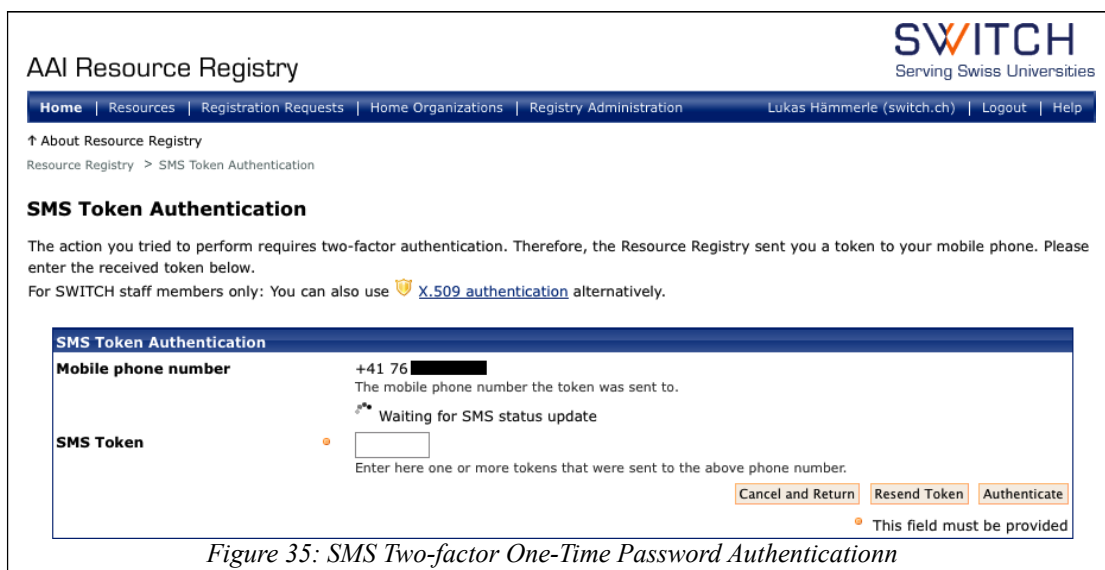 SWITCH
AAI Resource Registry
Serving Swiss Universities
Home | Resources | Registration Requests | Home Organizations | Registry Administration Lukas Hämmerle (switch.ch) | Logout | Help
↑ About Resource Registry
Resource Registry > SMS Token Authentication
SMS Token Authentication
The action you tried to perform requires two-factor authentication. Therefore, the Resource Registry sent you a token to your mobile phone. Please
enter the received token below.
For SWITCH staff members only: You can also use X.509 authentication alternatively.
SMS Token Authentication
Mobile phone number +41 76
The mobile phone number the token was sent to.
Waiting for SMS status update
SMS Token
Enter here one or more tokens that were sent to the above phone number.
Cancel and Return Resend Token Authenticate
This field must be provided
Figure 35: SMS Two-factor One-Time Password Authenticationn